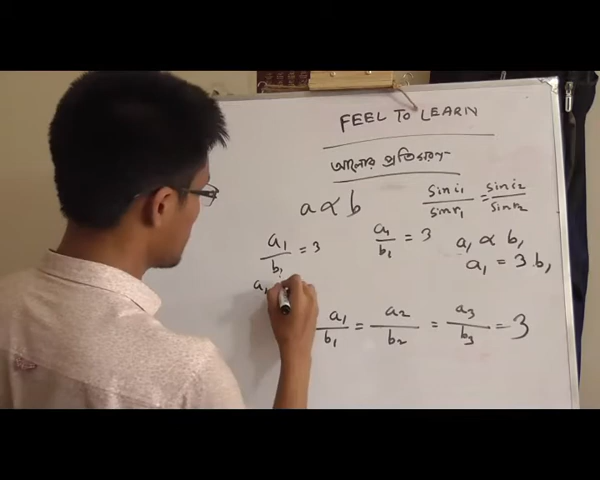 FEEL TO LEARN
আলোর প্রতিসরণ-
a ∝ b
sin i₁ / sin r₁ = sin i₂ / sin r₂
a₁ / b₁ = 3
a₁ / b₁ = 3
a₁ ∝ b₁
a₁ = 3 b₁
a₁
a₁ / b₁ = a₂ / b₂ = a₃ / b₃ = 3